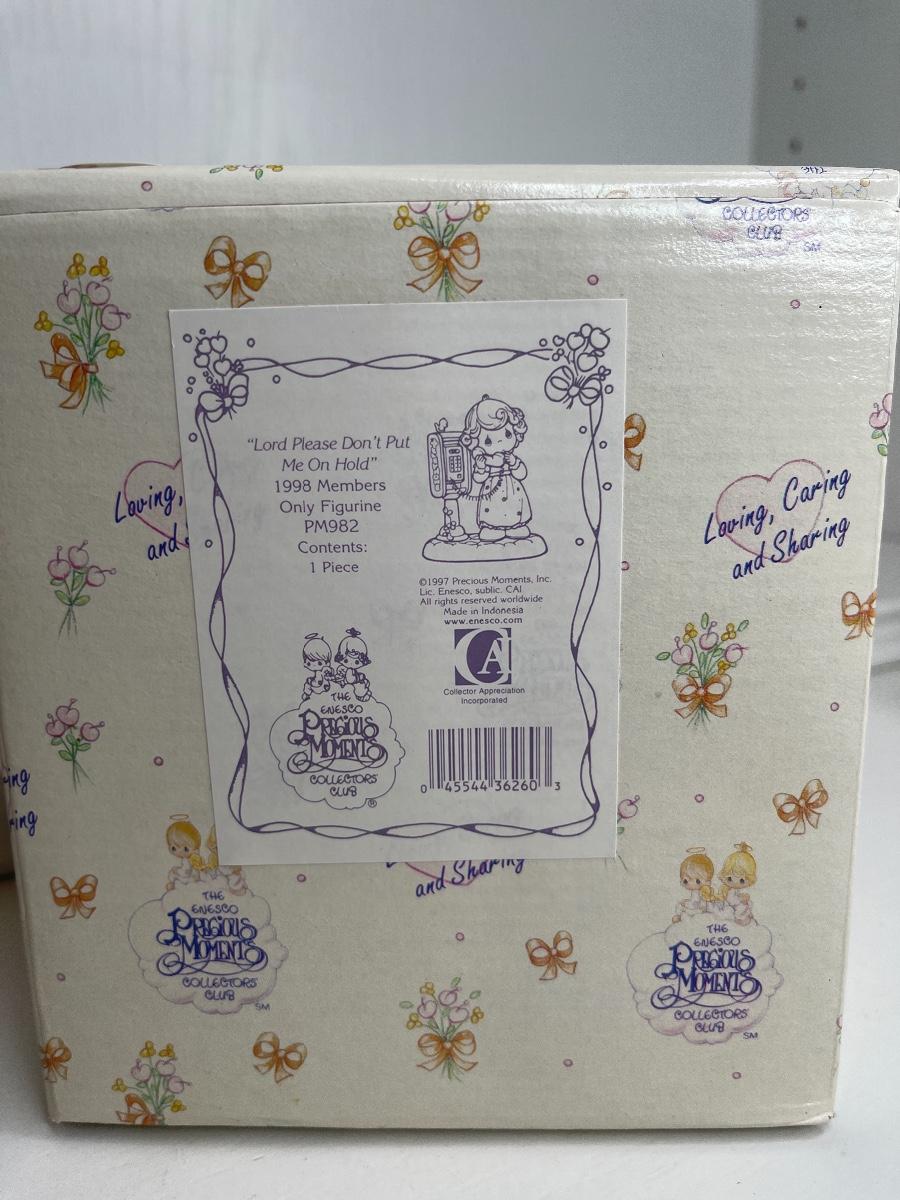 COLLECTORS'
CLUB
SM
"Lord Please Don't Put
Me On Hold"
1998 Members
Only Figurine
PM982
Contents:
1 Piece
©1997 Precious Moments, Inc.
Lic. Enesco, sublic. CAI
All rights reserved worldwide
Made in Indonesia
www.enesco.com
CAI
Collector Appreciation
Incorporated
THE
ENESCO
PRECIOUS
MOMENTS
COLLECTORS'
CLUB
®
0 45544 36260 3
Loving,
and
Loving, Caring
and Sharing
ring
and Sharing
THE
ENESCO
PRECIOUS
MOMENTS
COLLECTORS'
CLUB
SM
THE
ENESCO
PRECIOUS
MOMENTS
COLLECTORS'
CLUB
SM